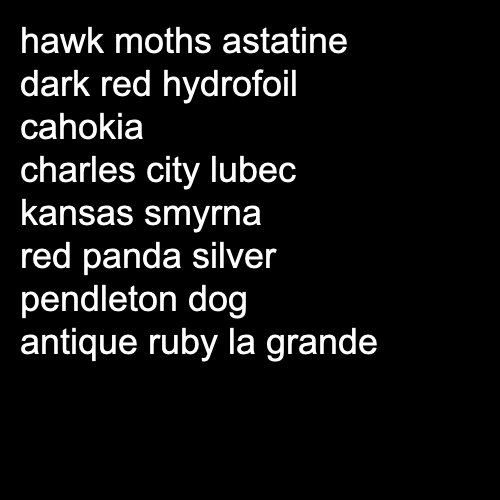 hawk moths astatine
dark red hydrofoil
cahokia
charles city lubec
kansas smyrna
red panda silver
pendleton dog
antique ruby la grande